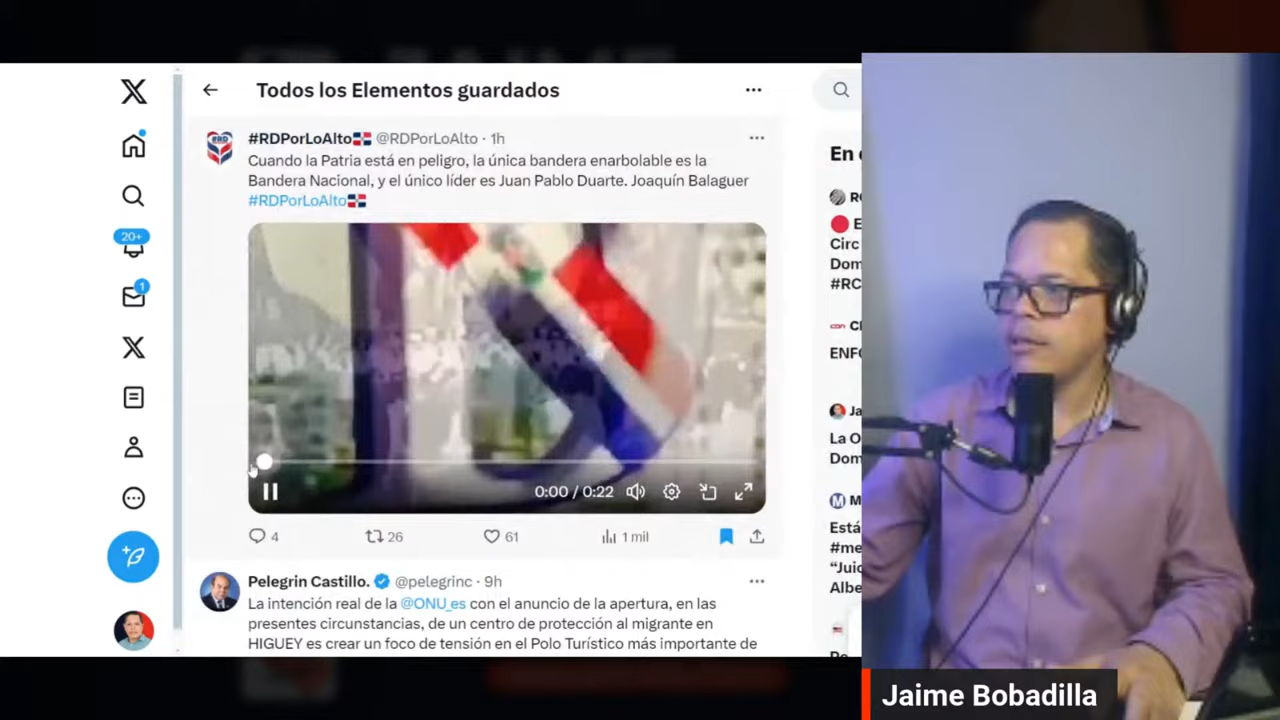 Todos los Elementos guardados
#RDPorLoAlto @RDPorLoAlto · 1h
Cuando la Patria está en peligro, la única bandera enarbolable es la
Bandera Nacional, y el único líder es Juan Pablo Duarte. Joaquín Balaguer
#RDPorLoAlto
0:00 / 0:22
4 26 61 1 mil
Pelegrin Castillo. @pelegrinc · 9h
La intención real de la @ONU_es con el anuncio de la apertura, en las
presentes circunstancias, de un centro de protección al migrante en
HIGUEY es crear un foco de tensión en el Polo Turístico más importante de
20+
1
En
Circ
Dom
#RC
ENFO
Ja
La O
Dom
M
Está
#me
“Juic
Albe
Jaime Bobadilla